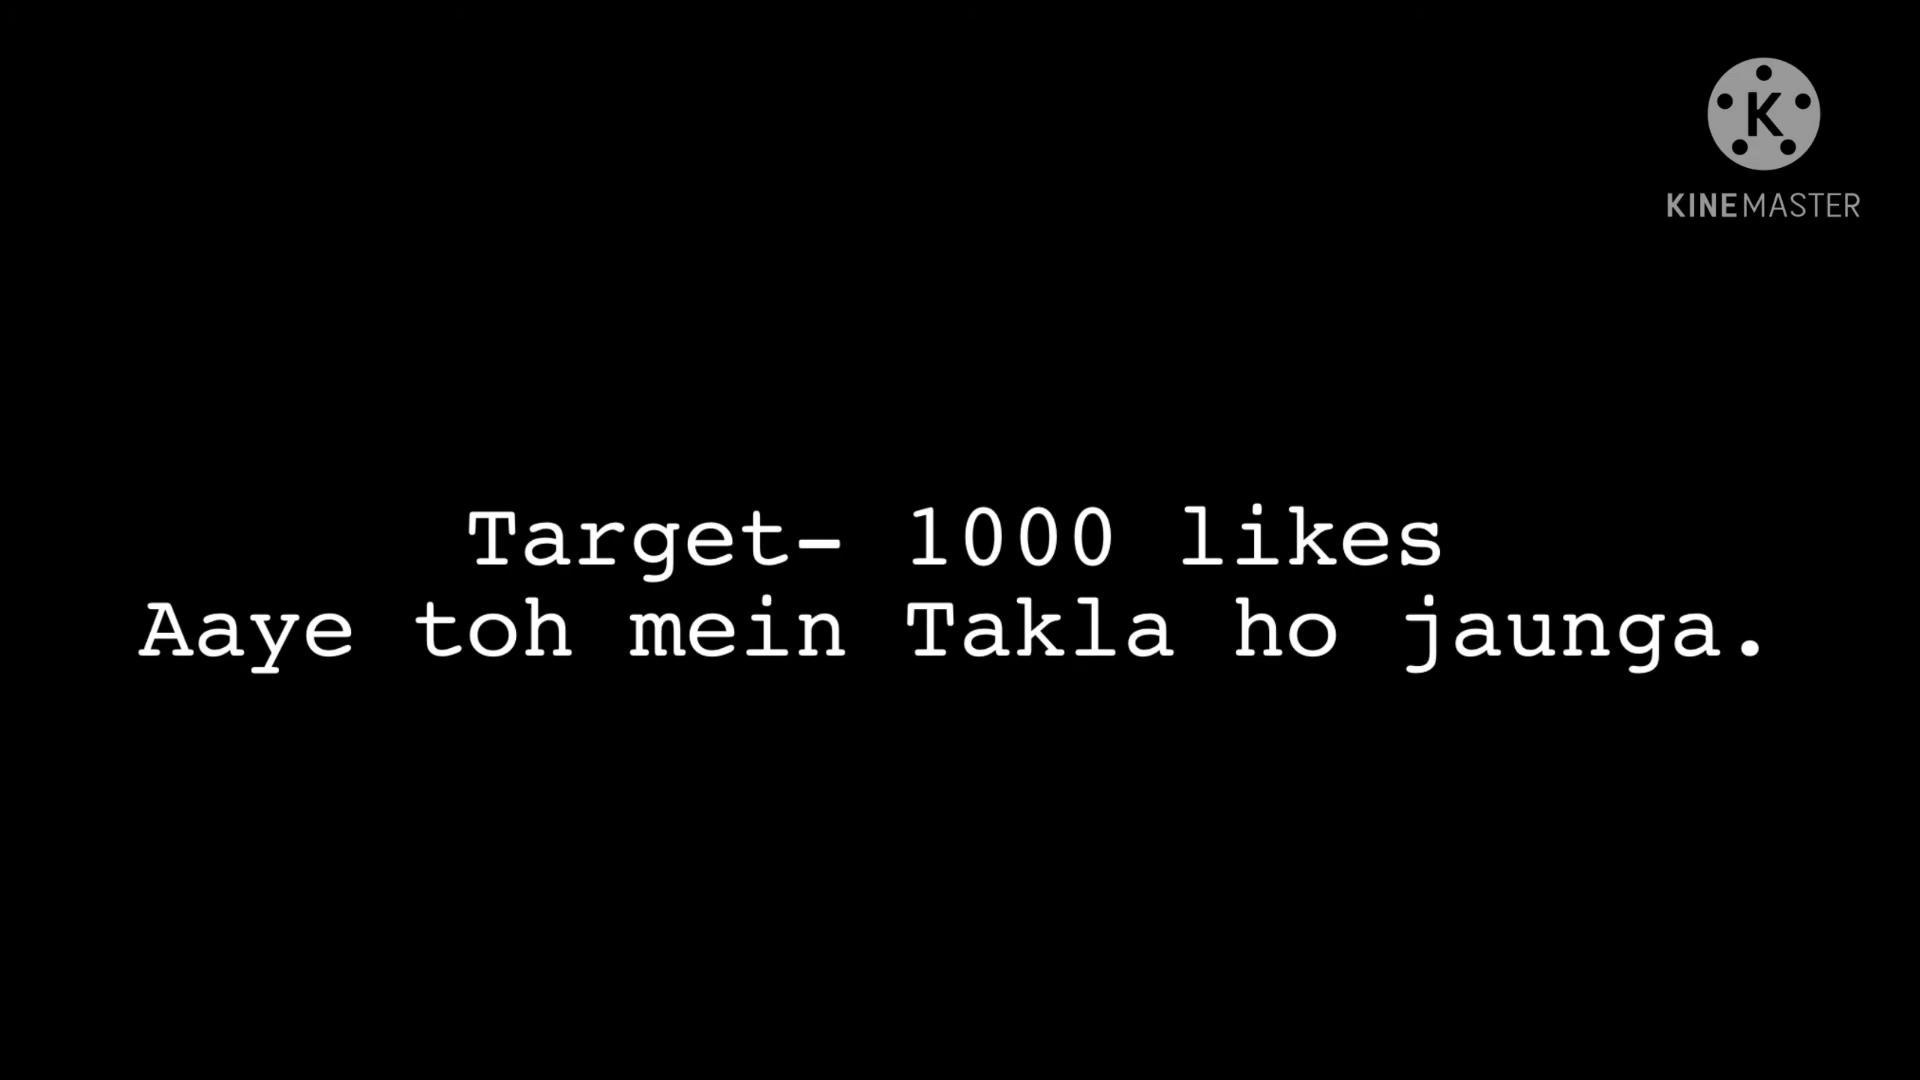 K
KINEMASTER
Target- 1000 likes
Aaye toh mein Takla ho jaunga.